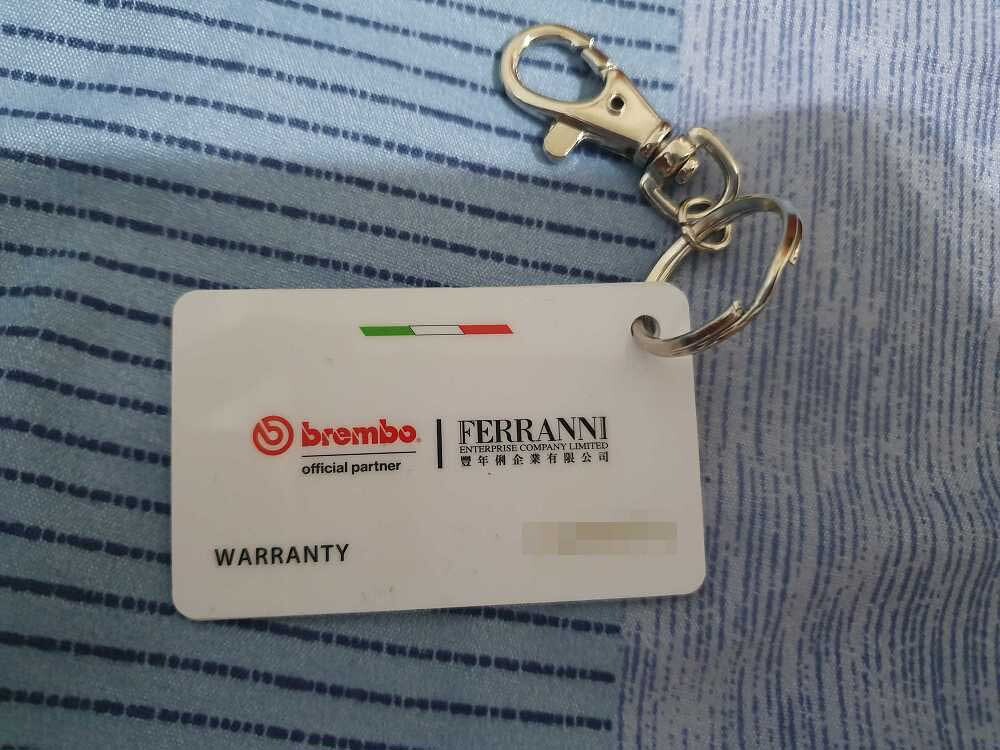 brembo
official partner
FERRANNI
ENTERPRISE COMPANY LIMITED
豐年俐企業有限公司
WARRANTY